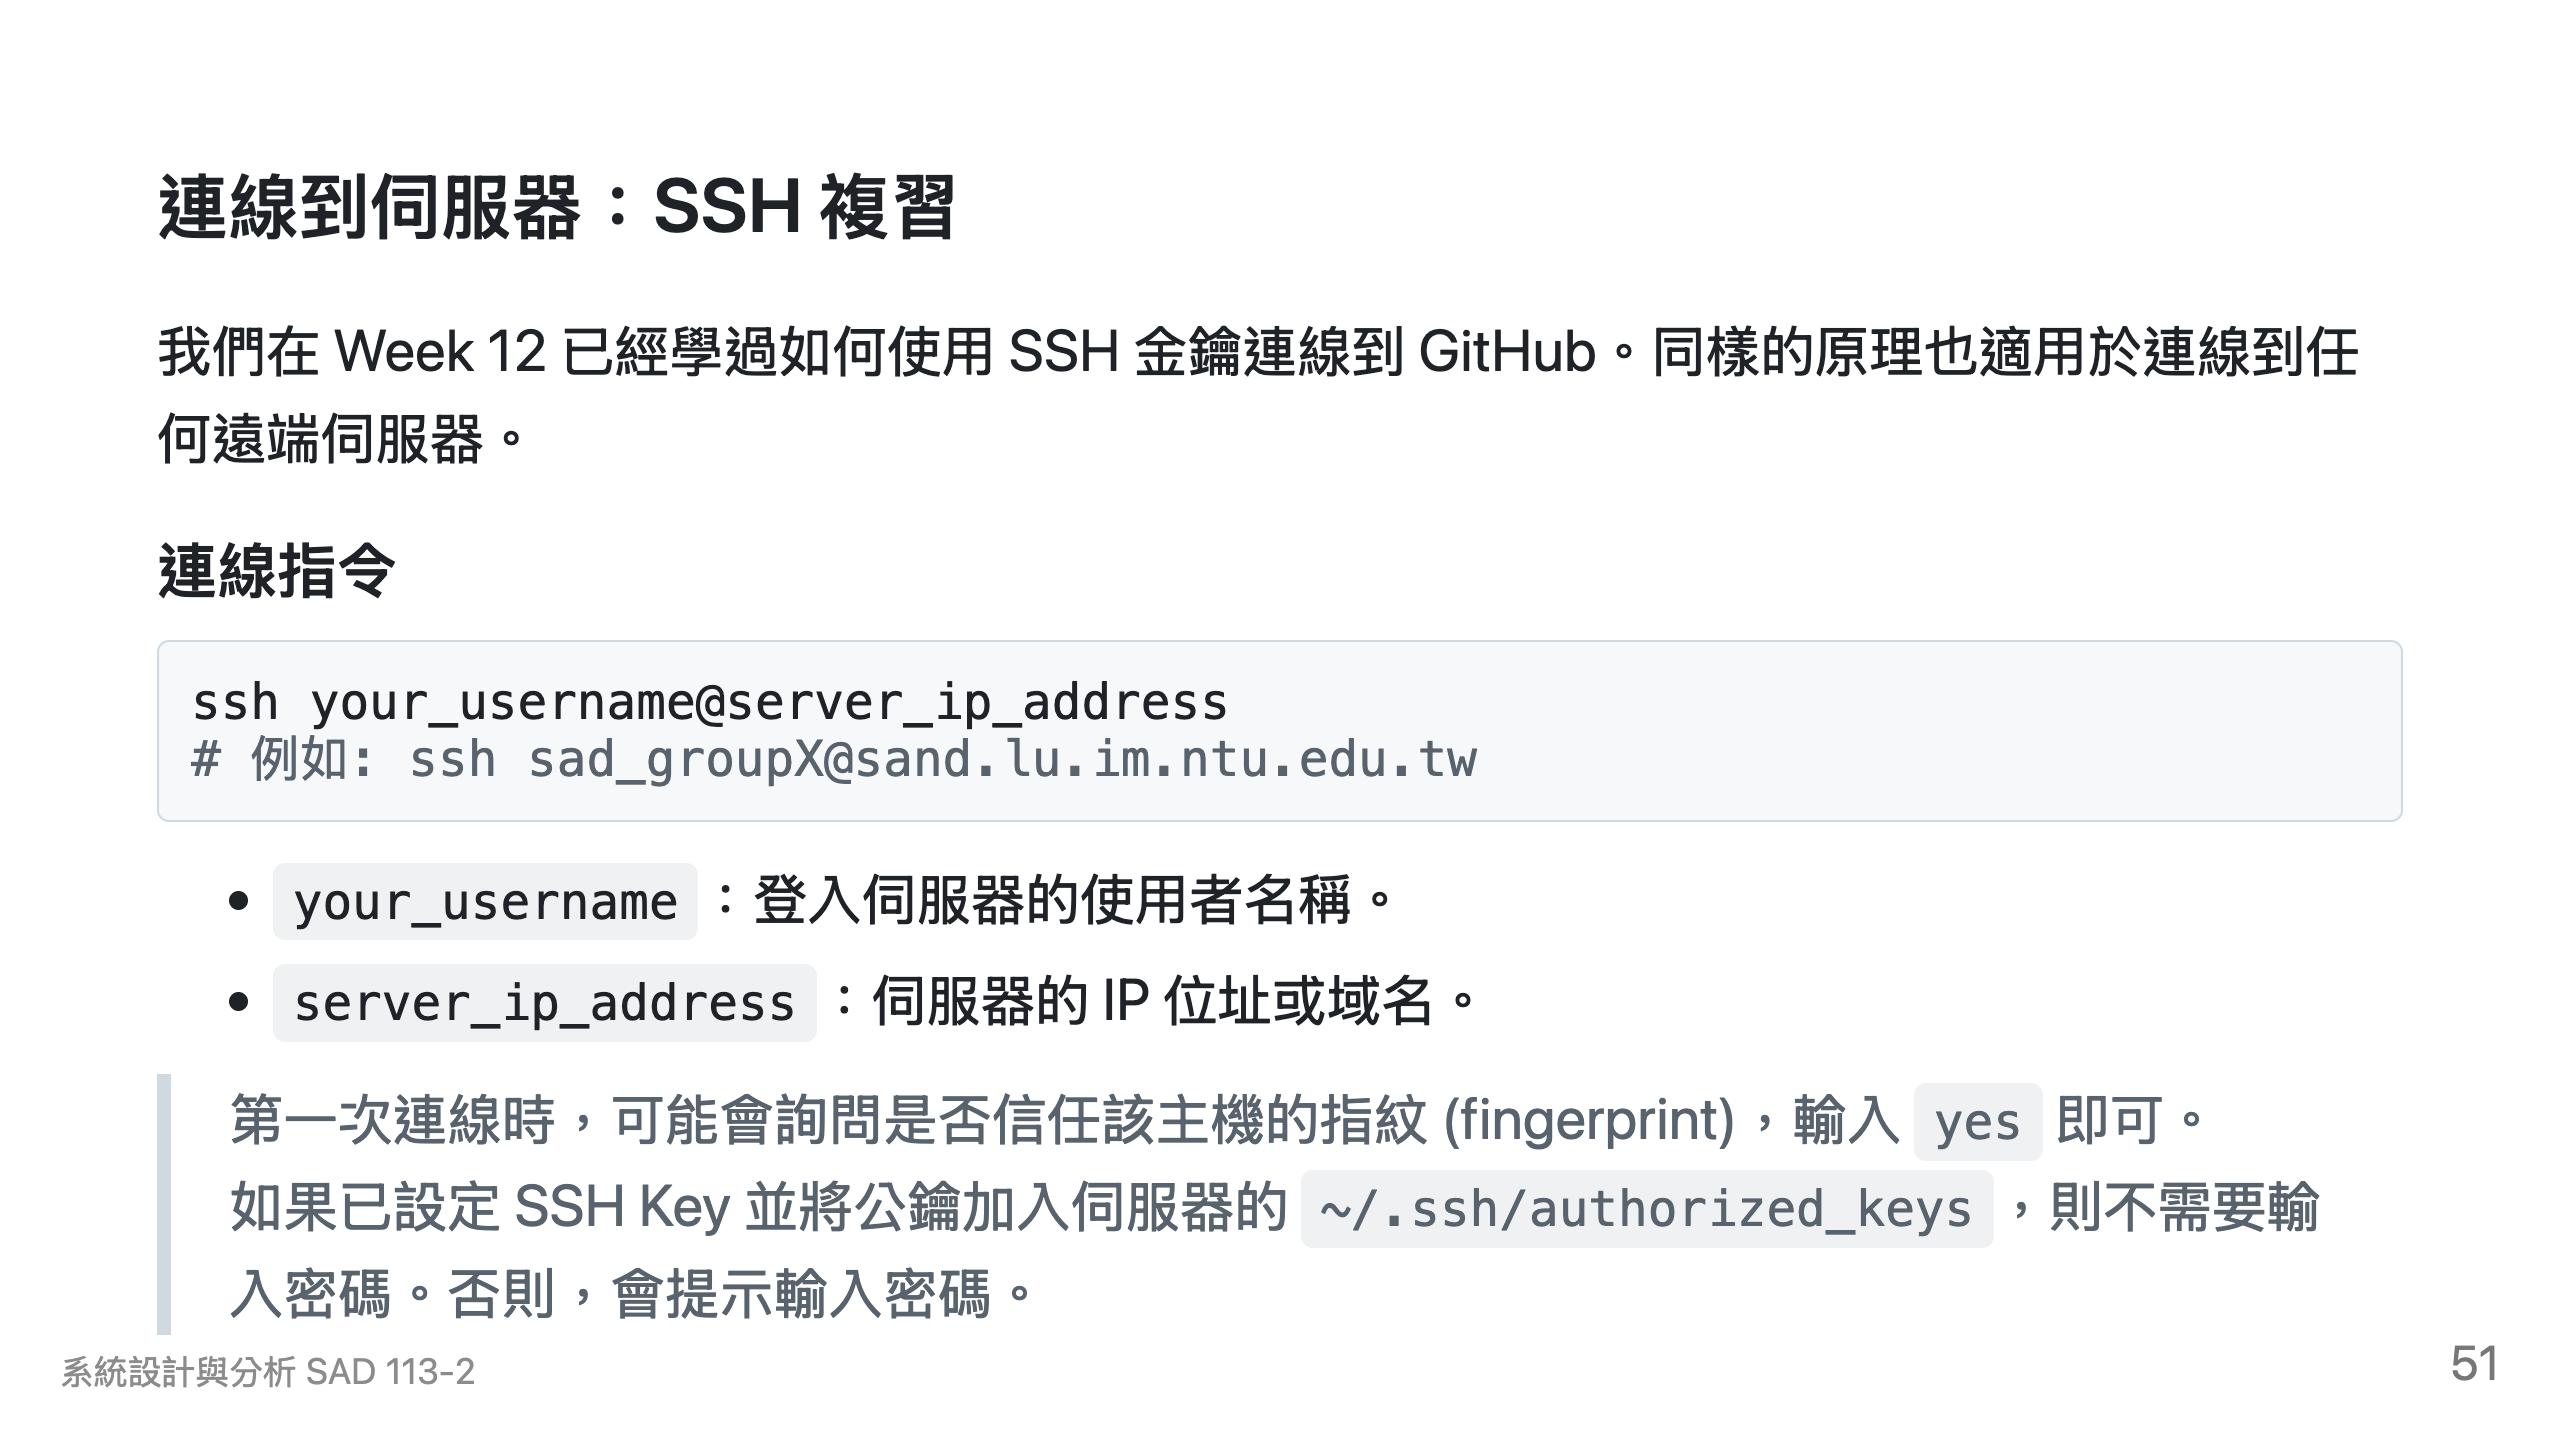 連線到伺服器：SSH 複習
我們在 Week 12 已經學過如何使用 SSH 金鑰連線到 GitHub。同樣的原理也適用於連線到任
何遠端伺服器。
連線指令
ssh your_username@server_ip_address
# 例如: ssh sad_groupX@sand.lu.im.ntu.edu.tw
• your_username：登入伺服器的使用者名稱。
• server_ip_address：伺服器的 IP 位址或域名。
第一次連線時，可能會詢問是否信任該主機的指紋 (fingerprint)，輸入 yes 即可。
如果已設定 SSH Key 並將公鑰加入伺服器的 ~/.ssh/authorized_keys，則不需要輸
入密碼。否則，會提示輸入密碼。
系統設計與分析 SAD 113-2
51